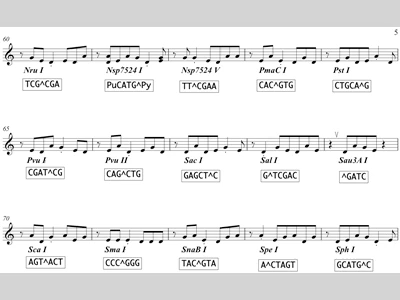 5
60
Nru I Nsp7524 I Nsp7524 V PmaC I Pst I
TCG^CGA PuCATG^Py TT^CGAA CAC^GTG CTGCA^G
65
Pvu I Pvu II Sac I Sal I Sau3A I
CGAT^CG CAG^CTG GAGCT^C G^TCGAC ^GATC
70
Sca I Sma I SnaB I Spe I Sph I
AGT^ACT CCC^GGG TAC^GTA A^CTAGT GCATG^C